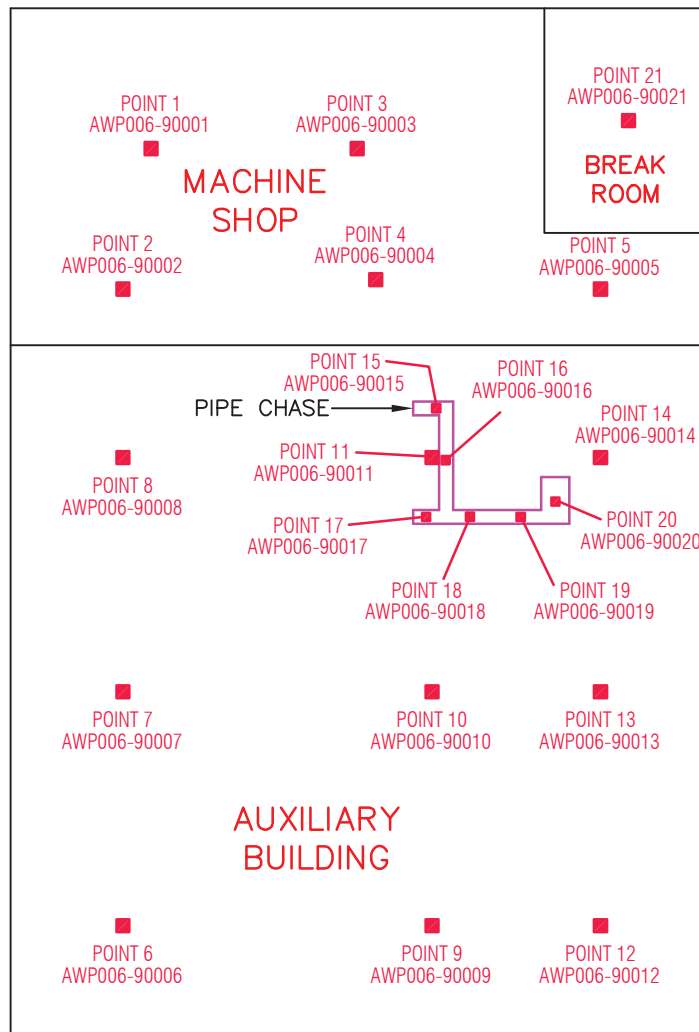 POINT 1
AWP006-90001
POINT 3
AWP006-90003
POINT 21
AWP006-90021
MACHINE
SHOP
BREAK
ROOM
POINT 2
AWP006-90002
POINT 4
AWP006-90004
POINT 5
AWP006-90005
POINT 15
AWP006-90015
POINT 16
AWP006-90016
PIPE CHASE
POINT 14
AWP006-90014
POINT 8
AWP006-90008
POINT 11
AWP006-90011
POINT 17
AWP006-90017
POINT 20
AWP006-90020
POINT 18
AWP006-90018
POINT 19
AWP006-90019
POINT 7
AWP006-90007
POINT 10
AWP006-90010
POINT 13
AWP006-90013
AUXILIARY
BUILDING
POINT 6
AWP006-90006
POINT 9
AWP006-90009
POINT 12
AWP006-90012